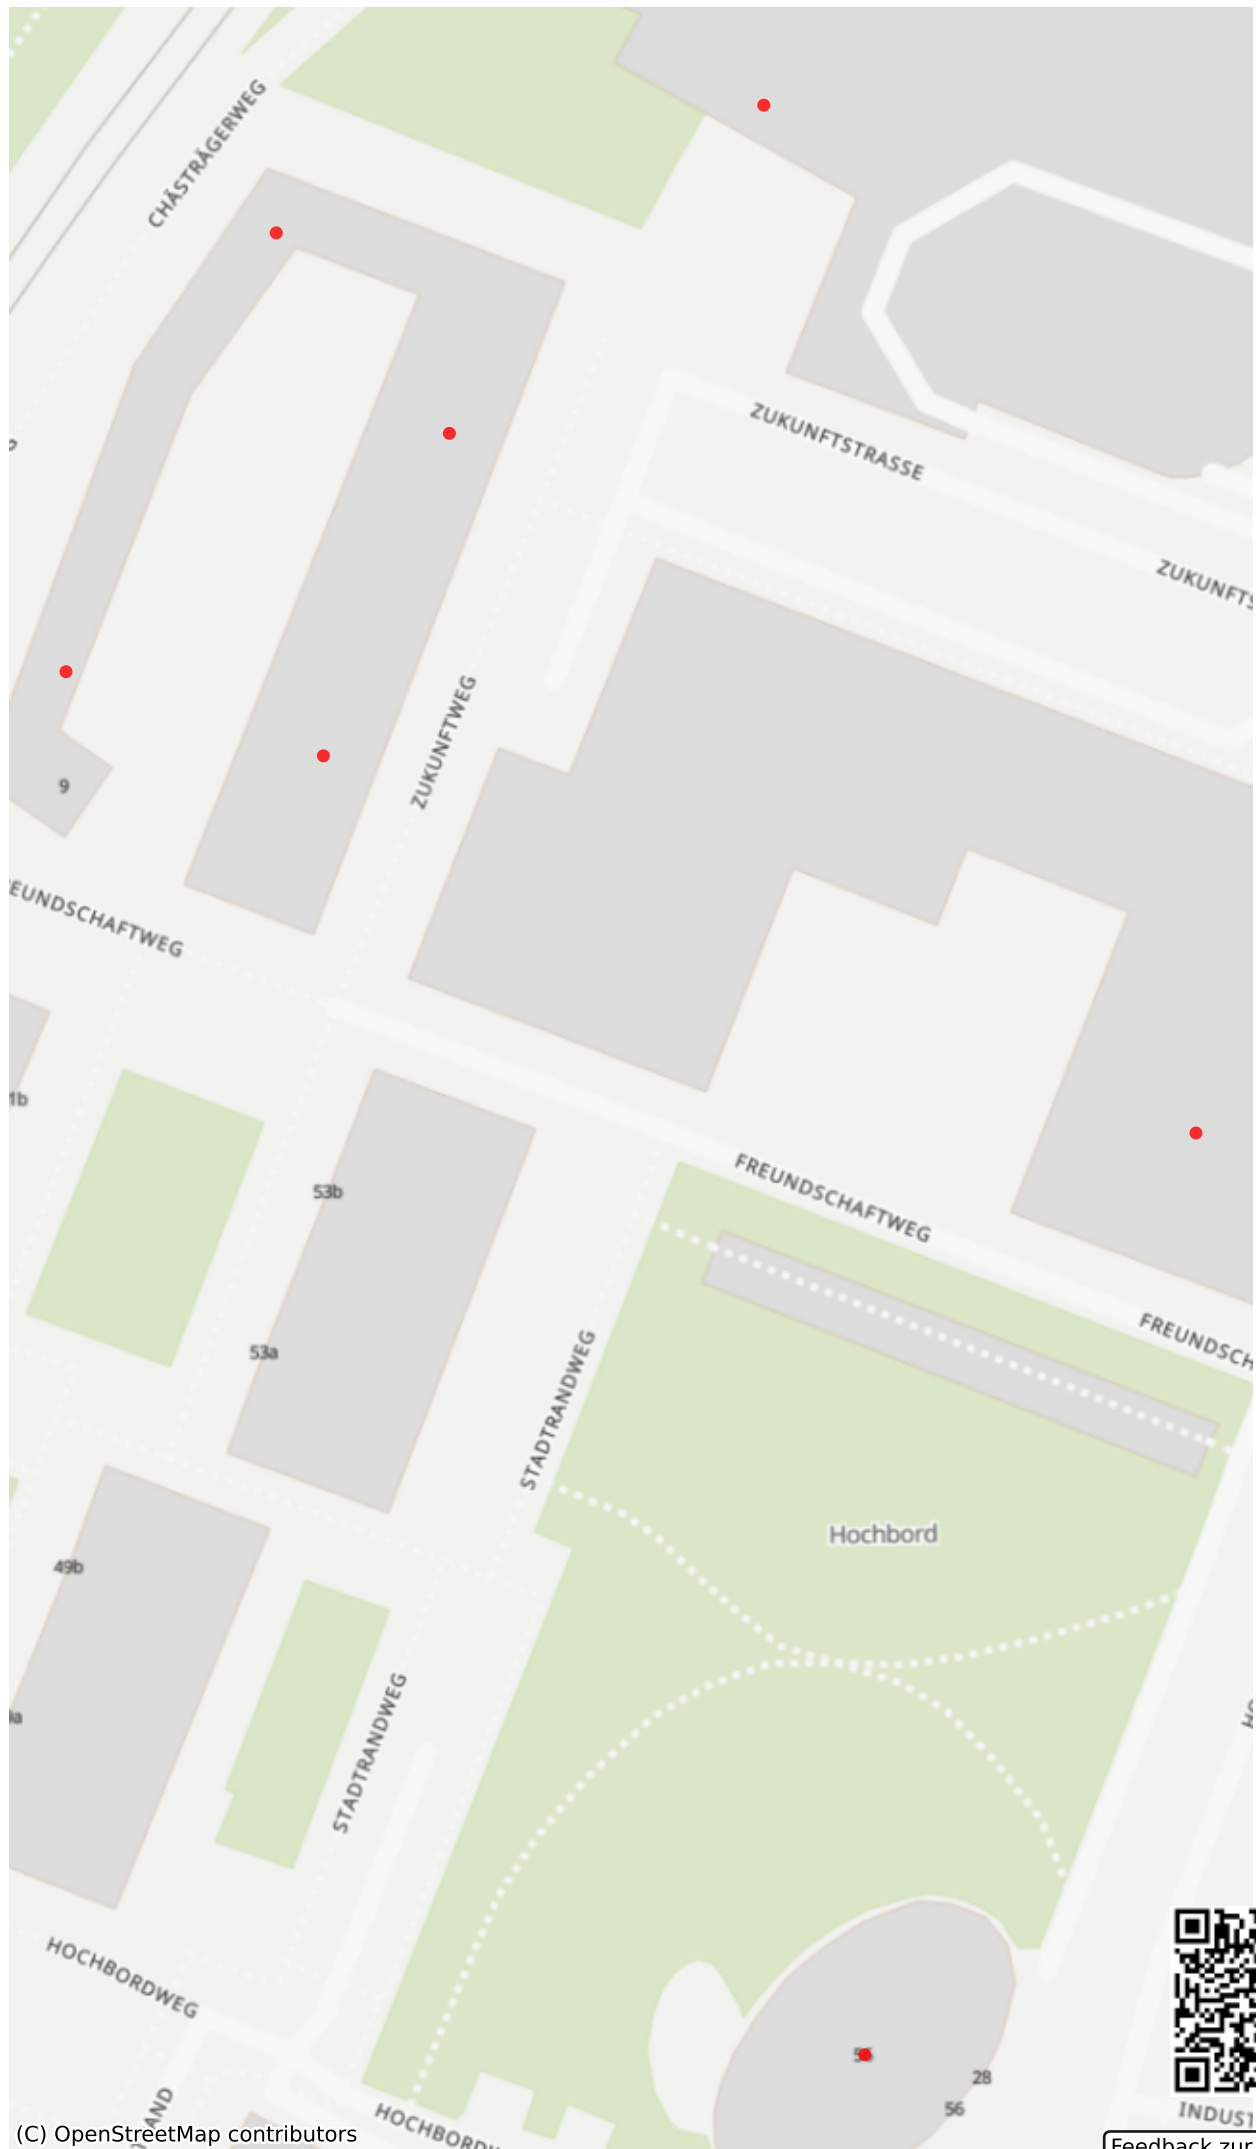 CHÄSTRÄGERWEG
ZUKUNFTSTRASSE
ZUKUNFTS
ZUKUNFTWEG
9
EUNDSCHAFTWEG
1b
53b
FREUNDSCHAFTWEG
53a
FREUNDSCH
STADTRANDWEG
Hochbord
49b
STADTRANDWEG
HOCHBORDWEG
28
56
INDUST
HOCHBORDW
(C) OpenStreetMap contributors
Feedback zur